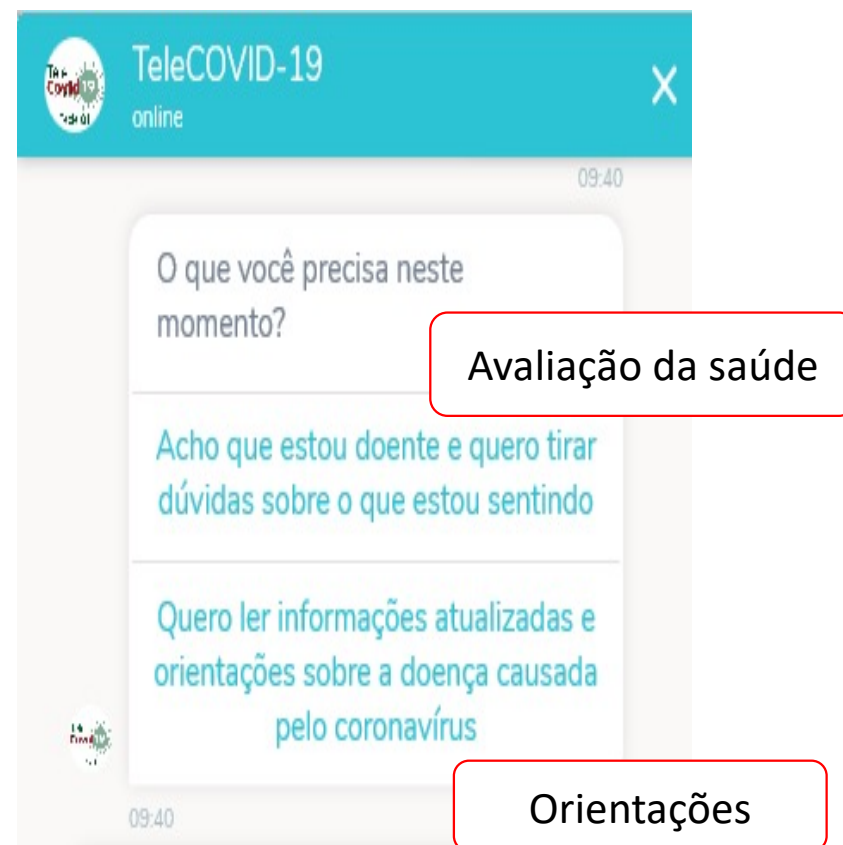 TeleCOVID-19
online
09:40
O que você precisa neste
momento?
Avaliação da saúde
Acho que estou doente e quero tirar
dúvidas sobre o que estou sentindo
Quero ler informações atualizadas e
orientações sobre a doença causada
pelo coronavírus
09:40
Orientações